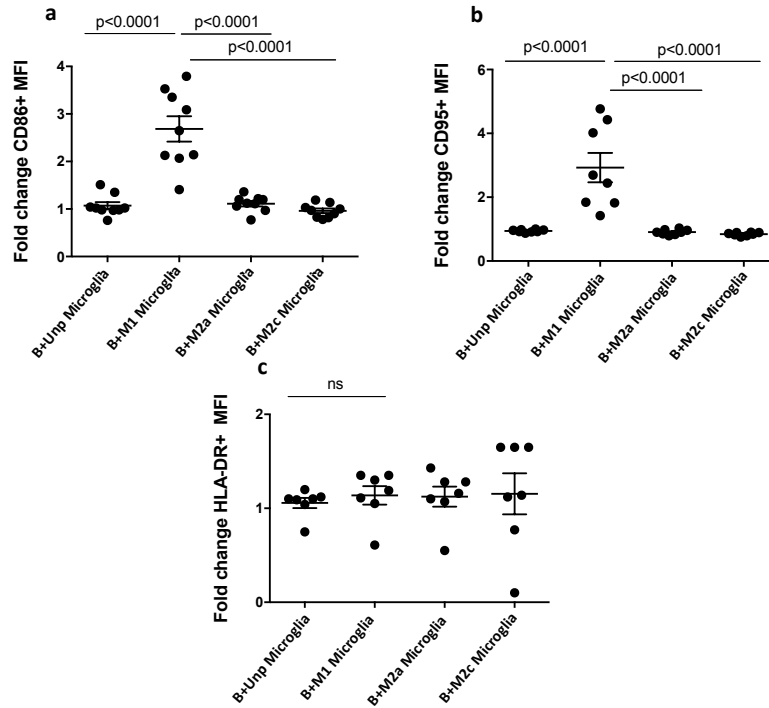 a
p<0.0001 p<0.0001
p<0.0001
Fold change CD86+ MFI
4
3
2
1
0
B+Unp Microglia
B+M1 Microglia
B+M2a Microglia
B+M2c Microglia
b
p<0.0001 p<0.0001
p<0.0001
Fold change CD95+ MFI
6
4
2
0
B+Unp Microglia
B+M1 Microglia
B+M2a Microglia
B+M2c Microglia
c
ns
Fold change HLA-DR+ MFI
2
1
0
B+Unp Microglia
B+M1 Microglia
B+M2a Microglia
B+M2c Microglia